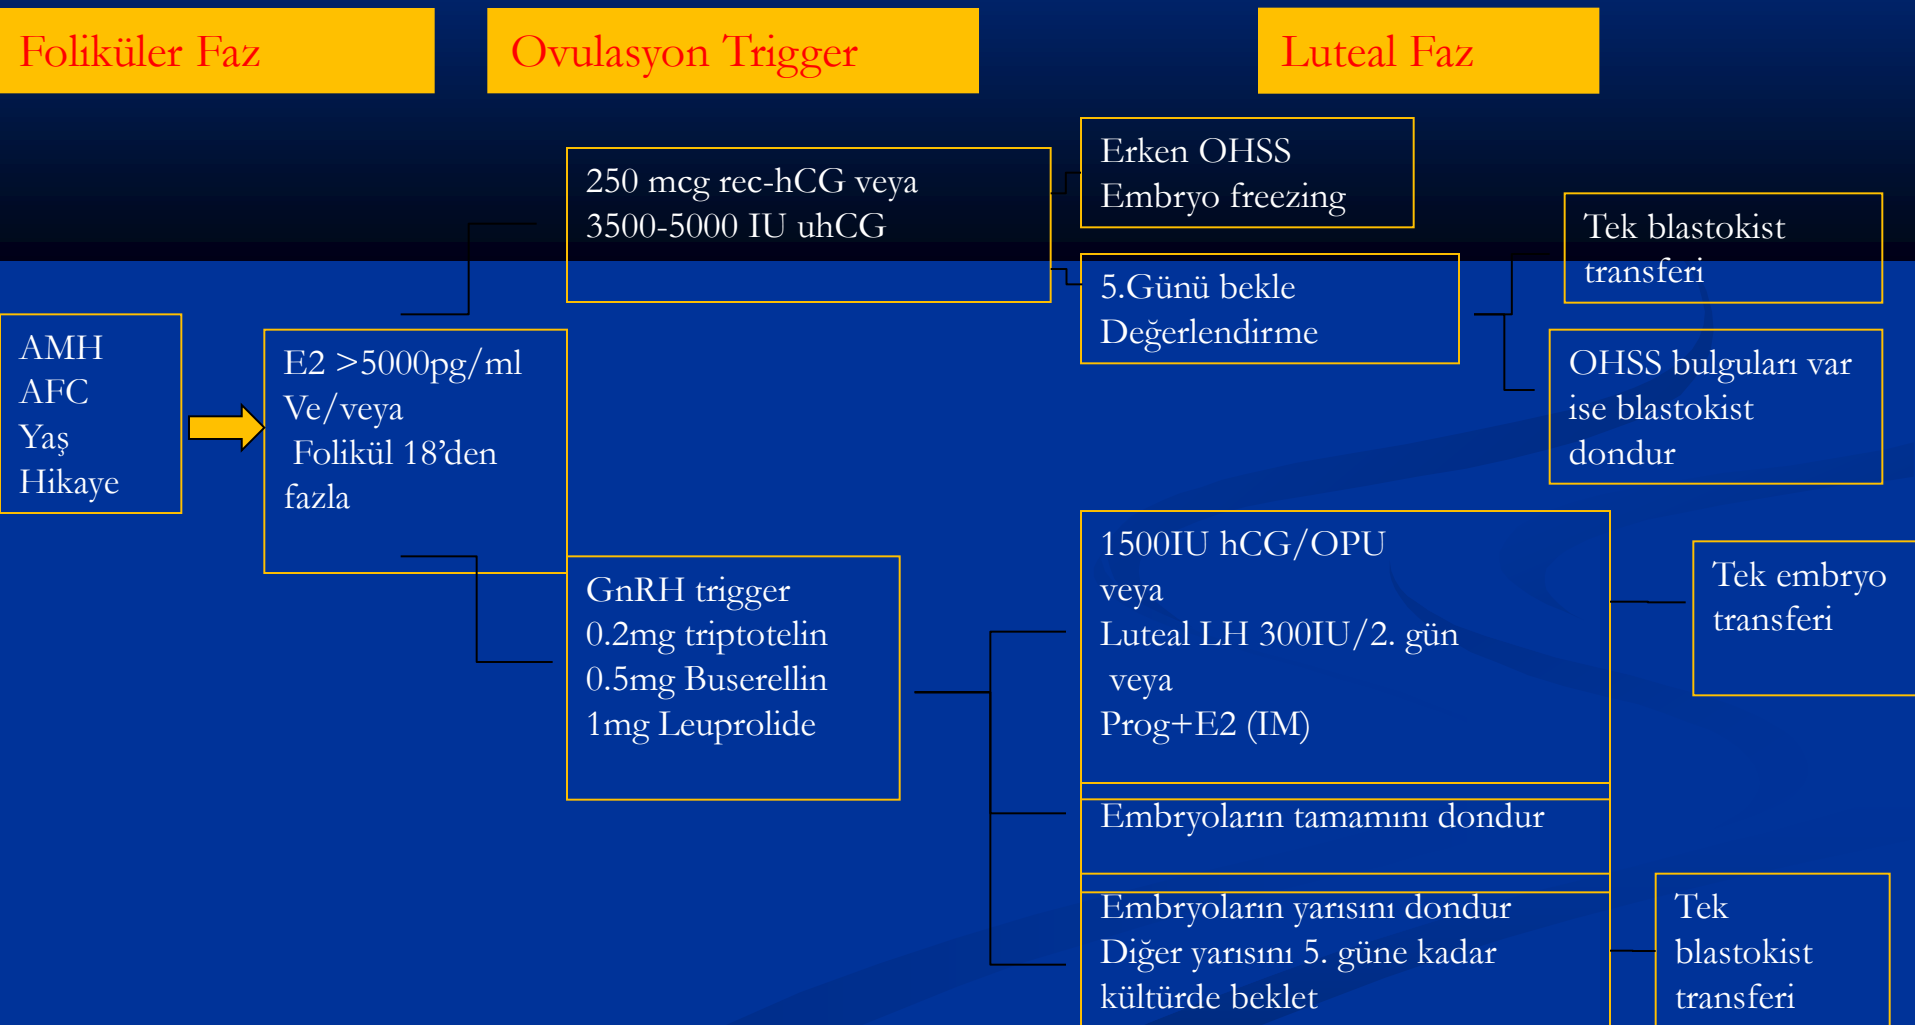 Foliküler Faz
Ovulasyon Trigger
Luteal Faz
AMH
AFC
Yaş
Hikaye
E2 >5000pg/ml
Ve/veya
Folikül 18’den
fazla
250 mcg rec-hCG veya
3500-5000 IU uhCG
Erken OHSS
Embryo freezing
5.Günü bekle
Değerlendirme
Tek blastokist
transferi
OHSS bulguları var
ise blastokist
dondur
GnRH trigger
0.2mg triptotelin
0.5mg Buserellin
1mg Leuprolide
1500IU hCG/OPU
veya
Luteal LH 300IU/2. gün
veya
Prog+E2 (IM)
Tek embryo
transferi
Embryoların tamamını dondur
Embryoların yarısını dondur
Diğer yarısını 5. güne kadar
kültürde beklet
Tek
blastokist
transferi